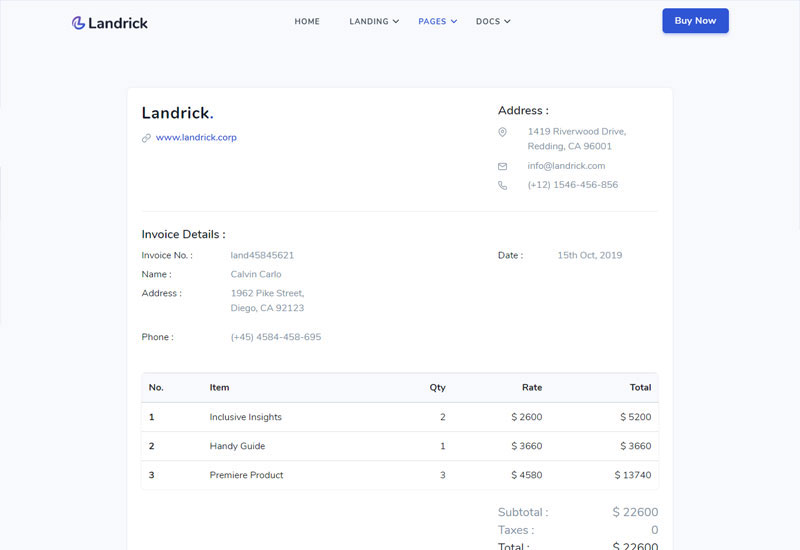 Landrick HOME LANDING PAGES DOCS Buy Now
Landrick. Address :
www.landrick.corp 1419 Riverwood Drive,
Redding, CA 96001
info@landrick.com
(+12) 1546-456-856
Invoice Details :
Invoice No. : land45845621 Date : 15th Oct, 2019
Name : Calvin Carlo
Address : 1962 Pike Street,
Diego, CA 92123
Phone : (+45) 4584-458-695
No. Item Qty Rate Total
1 Inclusive Insights 2 $ 2600 $ 5200
2 Handy Guide 1 $ 3660 $ 3660
3 Premiere Product 3 $ 4580 $ 13740
Subtotal : $ 22600
Taxes : 0
Total : $ 22600